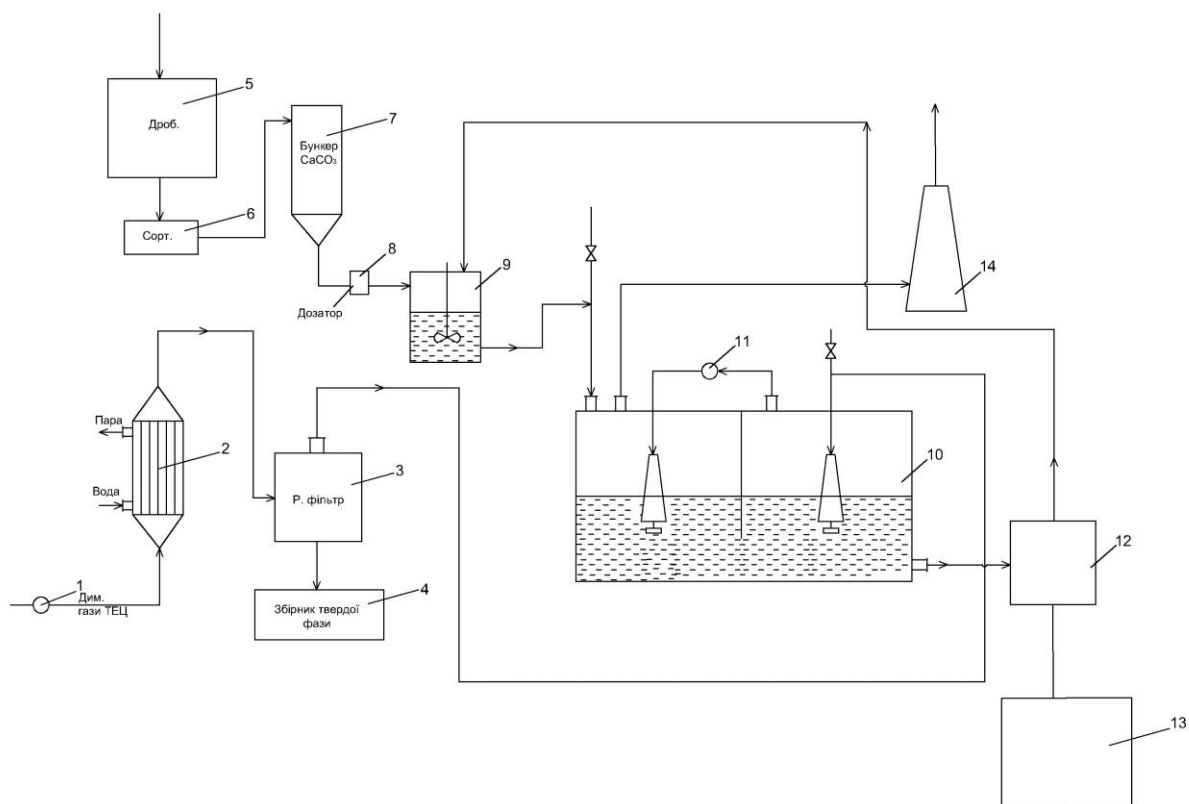 5
Дроб.
6
Сорт.
7
Бункер
CaCO₃
8
Дозатор
9
14
11
10
Пара
2
Вода
3
Р. фільтр
1
Дим.
гази ТЕЦ
4
Збірник твердої
фази
12
13